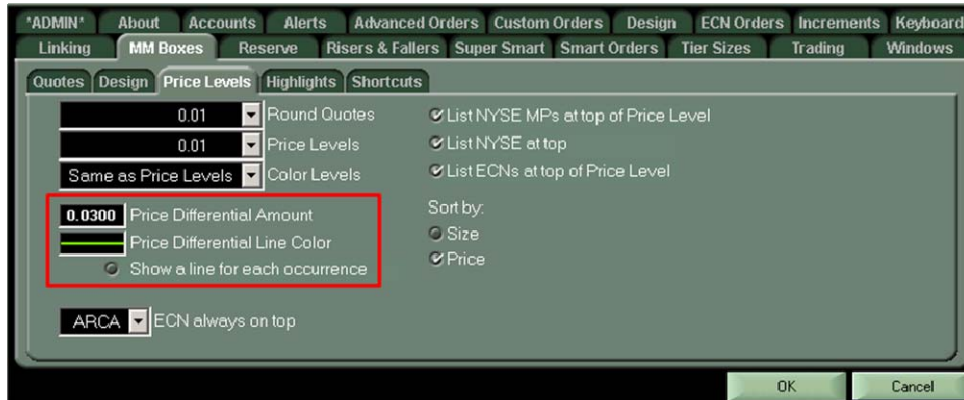 *ADMIN* About Accounts Alerts Advanced Orders Custom Orders Design ECN Orders Increments Keyboard
Linking MM Boxes Reserve Risers & Fallers Super Smart Smart Orders Tier Sizes Trading Windows
Quotes Design Price Levels Highlights Shortcuts
0.01 Round Quotes
List NYSE MPs at top of Price Level
0.01 Price Levels
List NYSE at top
Same as Price Levels Color Levels
List ECNs at top of Price Level
0.0300 Price Differential Amount
Sort by:
Price Differential Line Color
Size
Show a line for each occurrence
Price
ARCA ECN always on top
OK Cancel